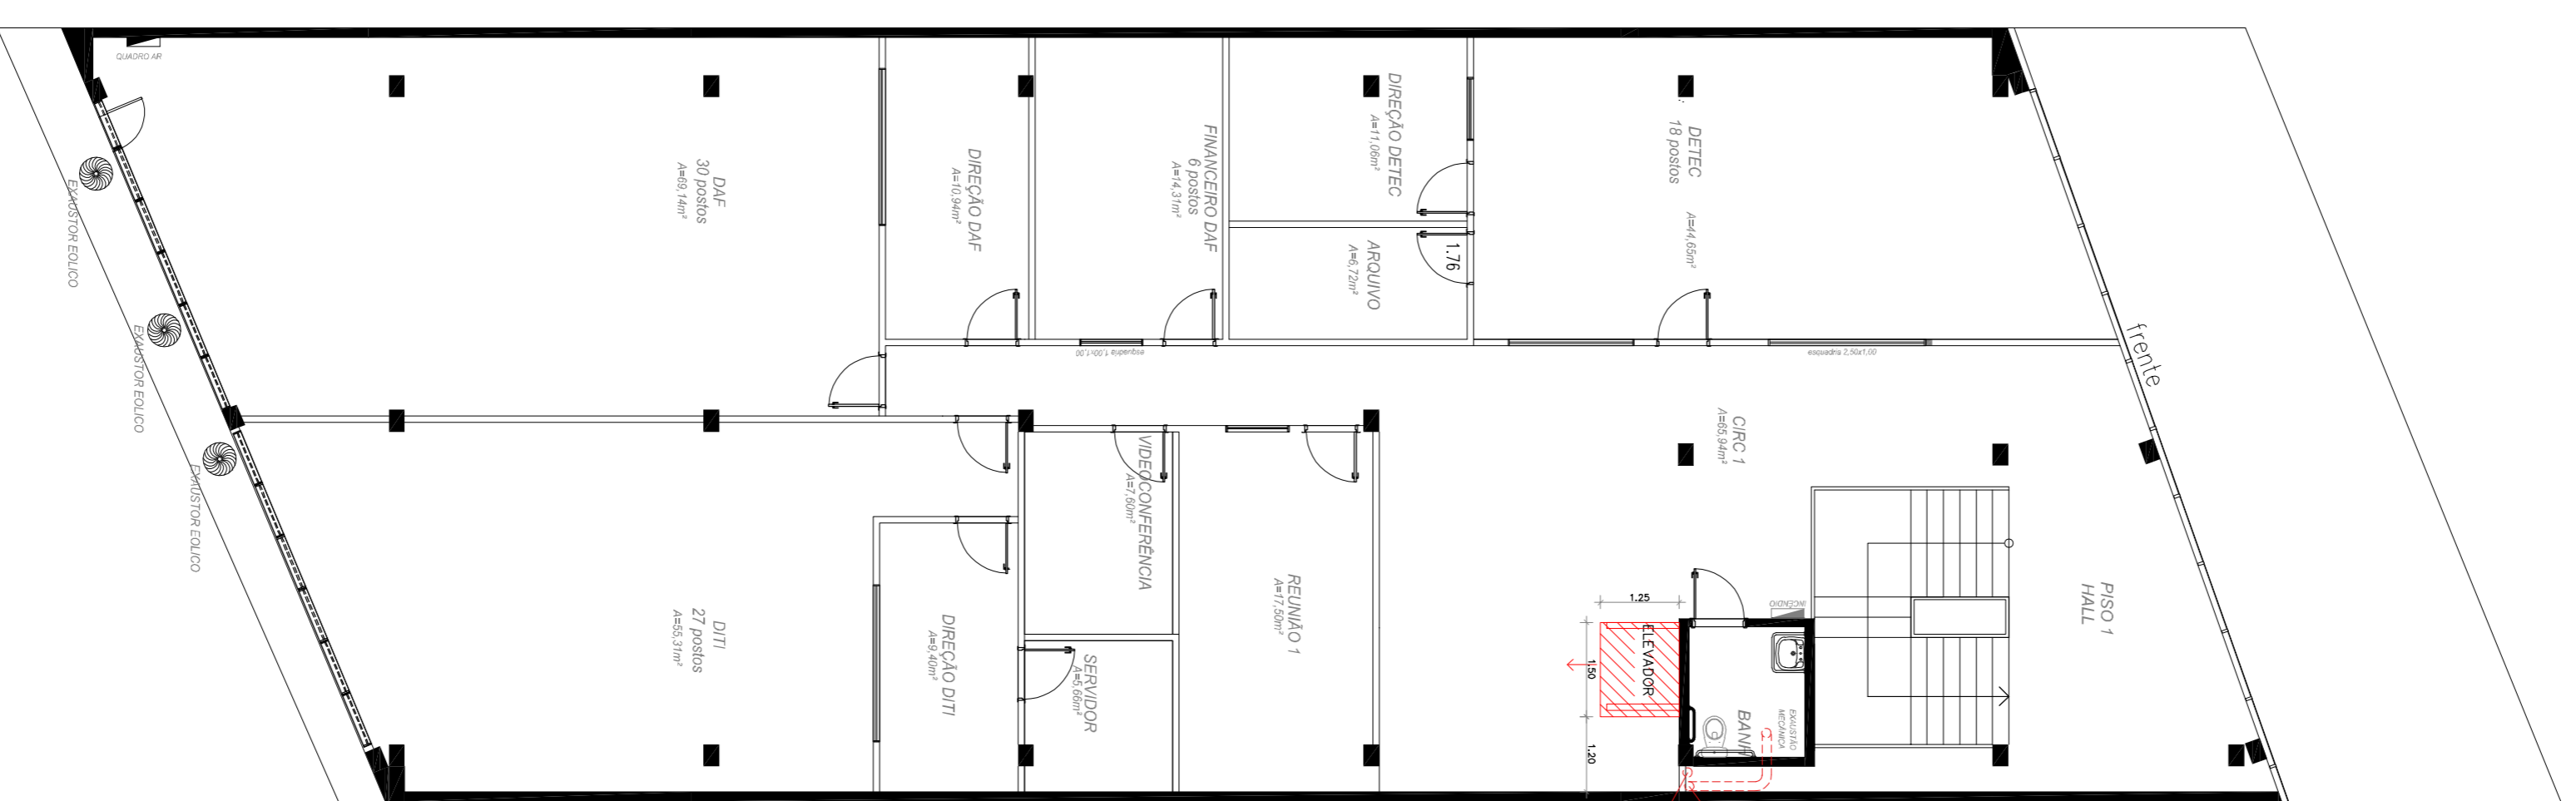 QUADRO AR
EXAUSTOR EOLICO
EXAUSTOR EOLICO
EXAUSTOR EOLICO
DAF
30 postos
A=69,14m²
DIREÇÃO DAF
A=10,94m²
FINANCEIRO DAF
6 postos
A=14,31m²
DIREÇÃO DETEC
A=11,06m²
ARQUIVO
A=6,72m²
1.76
DETEC
18 postos
A=44,65m²
esquadria 1,00x1,00
esquadria 2,50x1,00
frente
CIRC 1
A=65,94m²
DITI
27 postos
A=55,31m²
DIREÇÃO DITI
A=9,40m²
VIDEOCONFERÊNCIA
A=7,60m²
SERVIDOR
A=5,66m²
REUNIÃO 1
A=17,50m²
1.25
1.50
1.20
ELEVADOR
INCÊNDIO
BANH
EXAUSTÃO
MECÂNICA
PISO 1
HALL